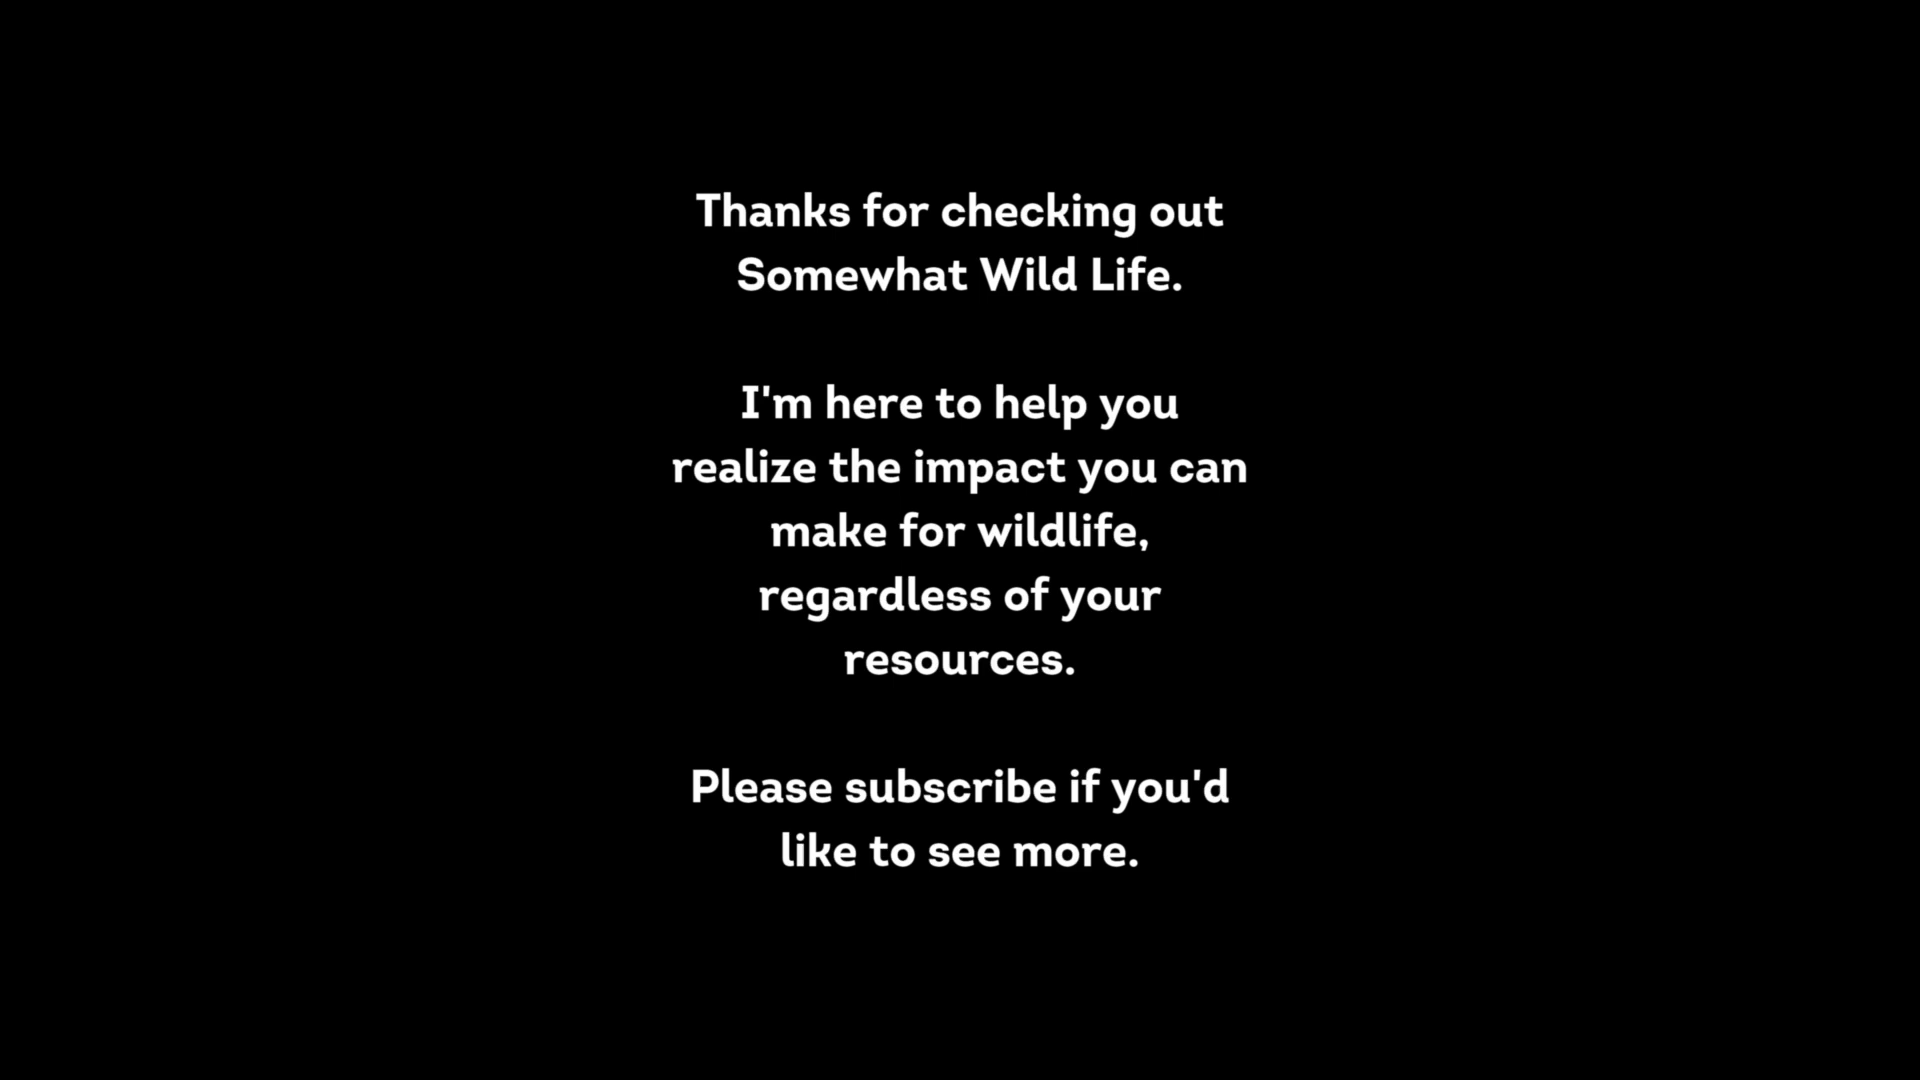 Thanks for checking out
Somewhat Wild Life.
I'm here to help you
realize the impact you can
make for wildlife,
regardless of your
resources.
Please subscribe if you'd
like to see more.